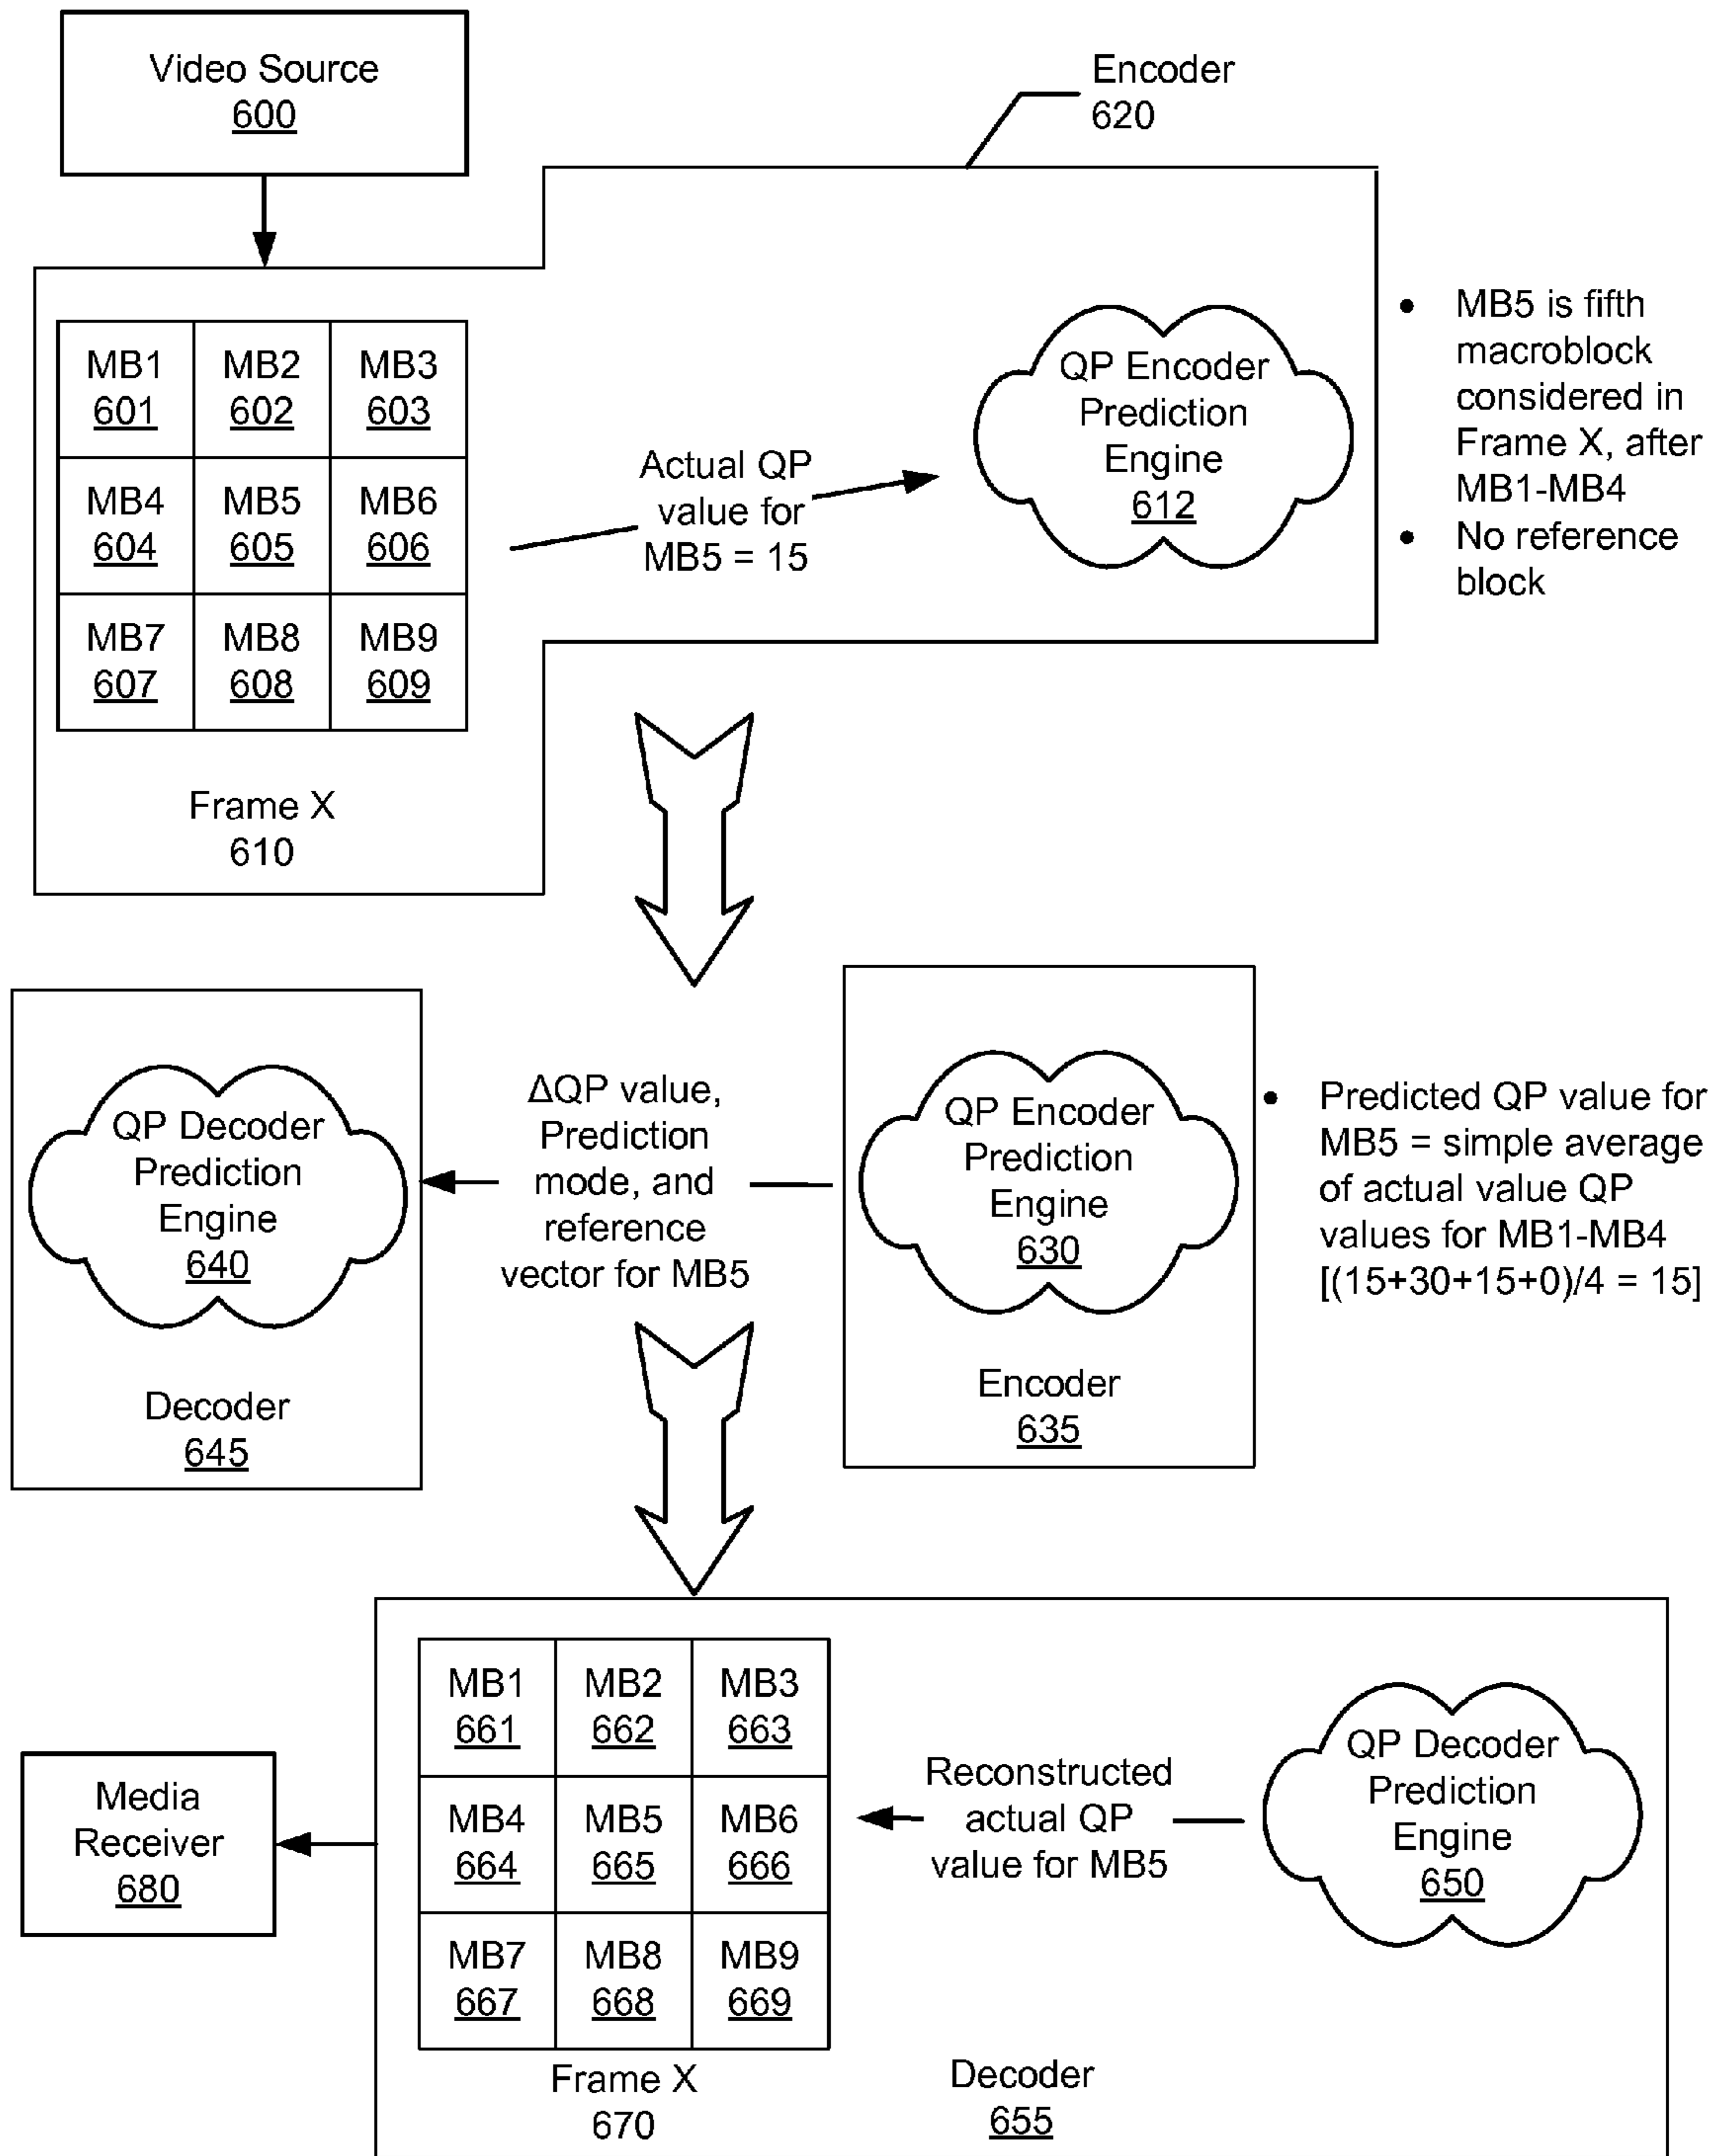 Video Source
600
Encoder
620
MB1
601
MB2
602
MB3
603
MB4
604
MB5
605
MB6
606
MB7
607
MB8
608
MB9
609
Frame X
610
Actual QP
value for
MB5 = 15
QP Encoder
Prediction
Engine
612
• MB5 is fifth
macroblock
considered in
Frame X, after
MB1-MB4
• No reference
block
QP Decoder
Prediction
Engine
640
Decoder
645
ΔQP value,
Prediction
mode, and
reference
vector for MB5
QP Encoder
Prediction
Engine
630
Encoder
635
• Predicted QP value for
MB5 = simple average
of actual value QP
values for MB1-MB4
[(15+30+15+0)/4 = 15]
Media
Receiver
680
MB1
661
MB2
662
MB3
663
MB4
664
MB5
665
MB6
666
MB7
667
MB8
668
MB9
669
Frame X
670
Reconstructed
actual QP
value for MB5
QP Decoder
Prediction
Engine
650
Decoder
655